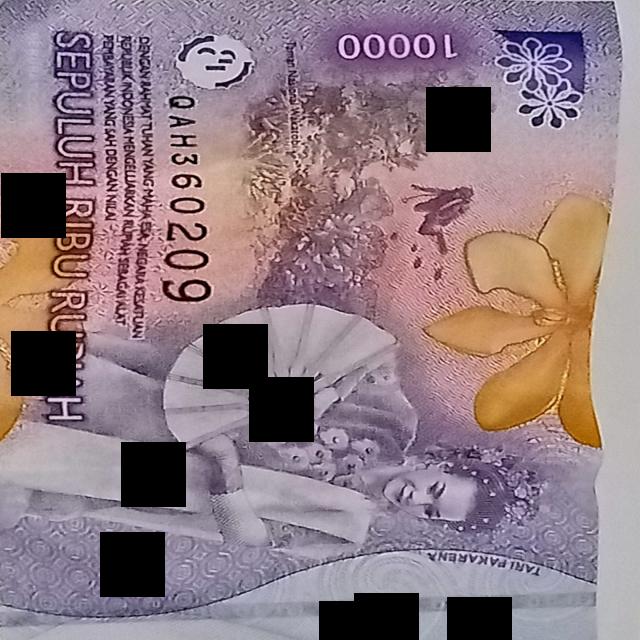 10000
QAH360209
DENGAN RAHMAT TUHAN YANG MAHA ESA, NEGARA KESATUAN
REPUBLIK INDONESIA MENGELUARKAN RUPIAH SEBAGAI ALAT
PEMBAYARAN YANG SAH DENGAN NILAI
SEPULUH RIBU
TARI PAKARENA